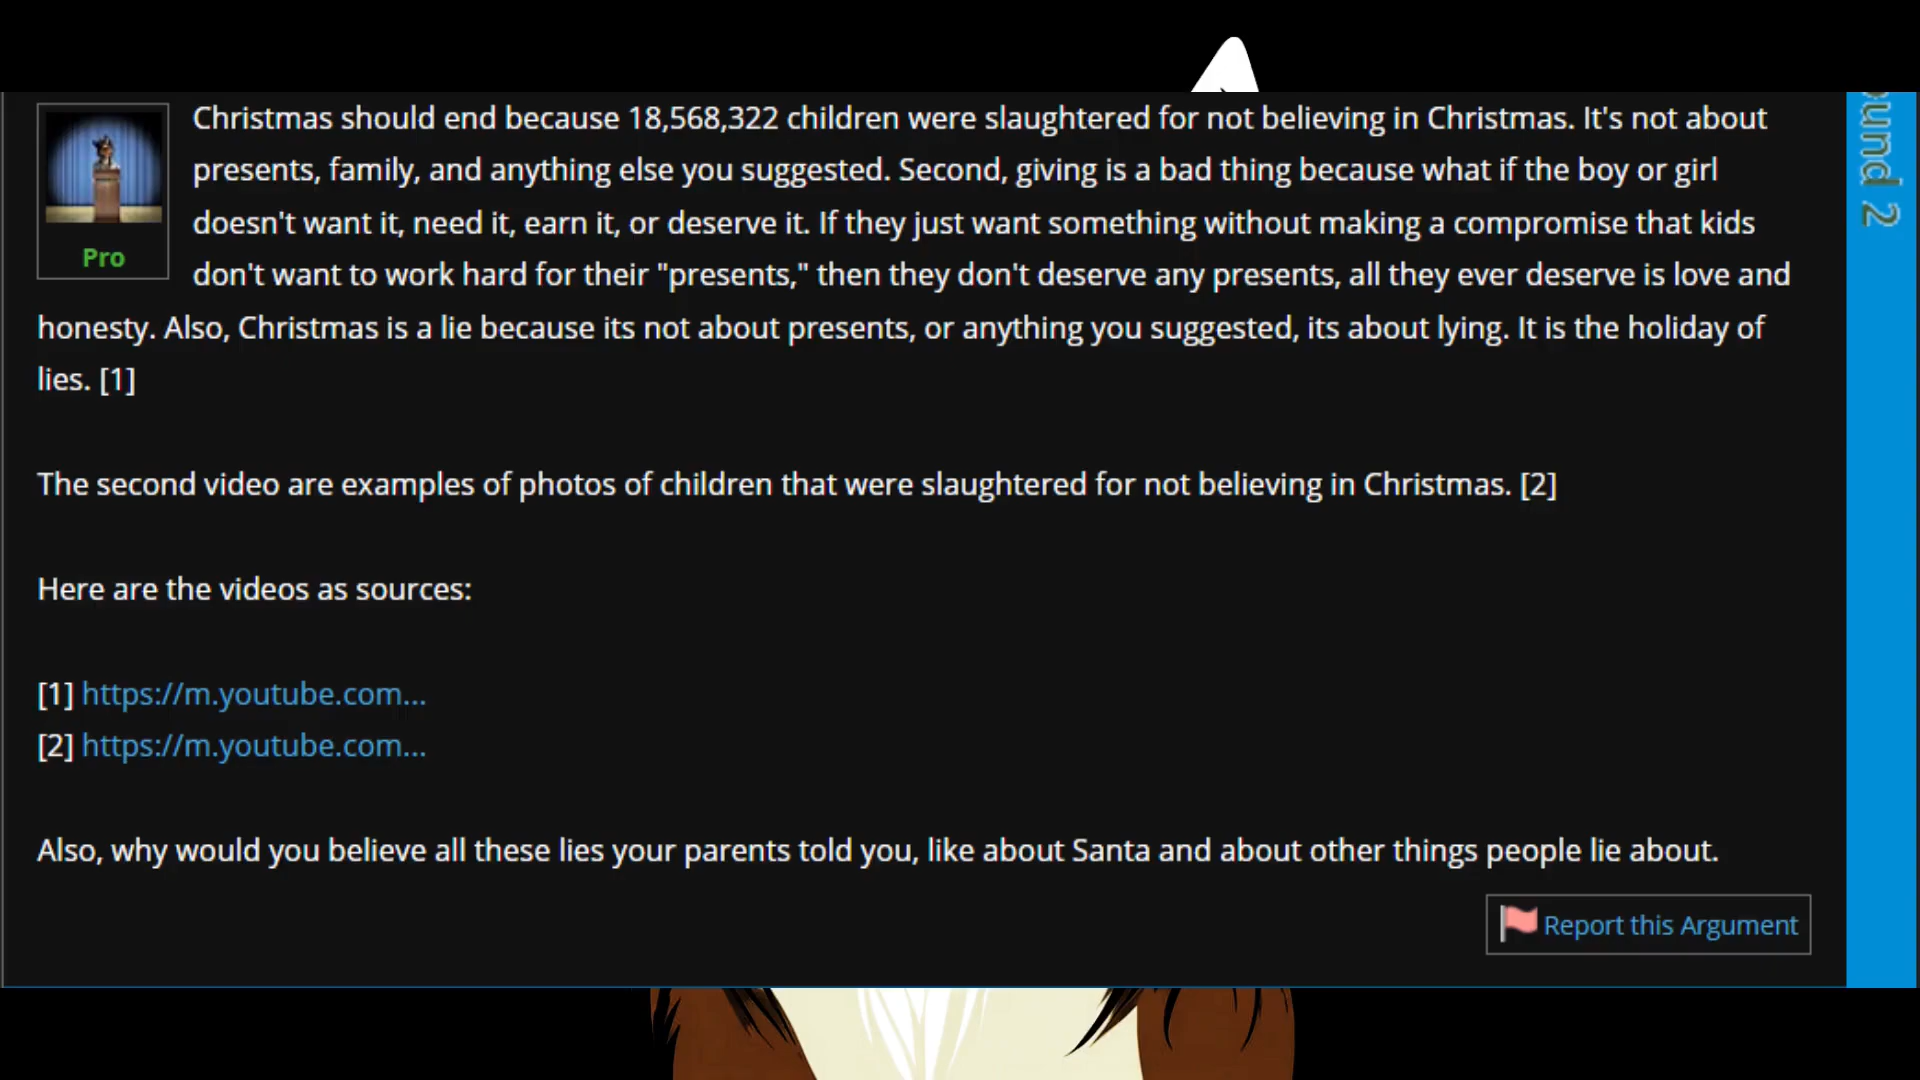 Christmas should end because 18,568,322 children were slaughtered for not believing in Christmas. It's not about
presents, family, and anything else you suggested. Second, giving is a bad thing because what if the boy or girl
doesn't want it, need it, earn it, or deserve it. If they just want something without making a compromise that kids
don't want to work hard for their "presents," then they don't deserve any presents, all they ever deserve is love and
Pro
honesty. Also, Christmas is a lie because its not about presents, or anything you suggested, its about lying. It is the holiday of
lies. [1]
The second video are examples of photos of children that were slaughtered for not believing in Christmas. [2]
Here are the videos as sources:
[1] https://m.youtube.com...
[2] https://m.youtube.com...
Also, why would you believe all these lies your parents told you, like about Santa and about other things people lie about.
Report this Argument
ound 2